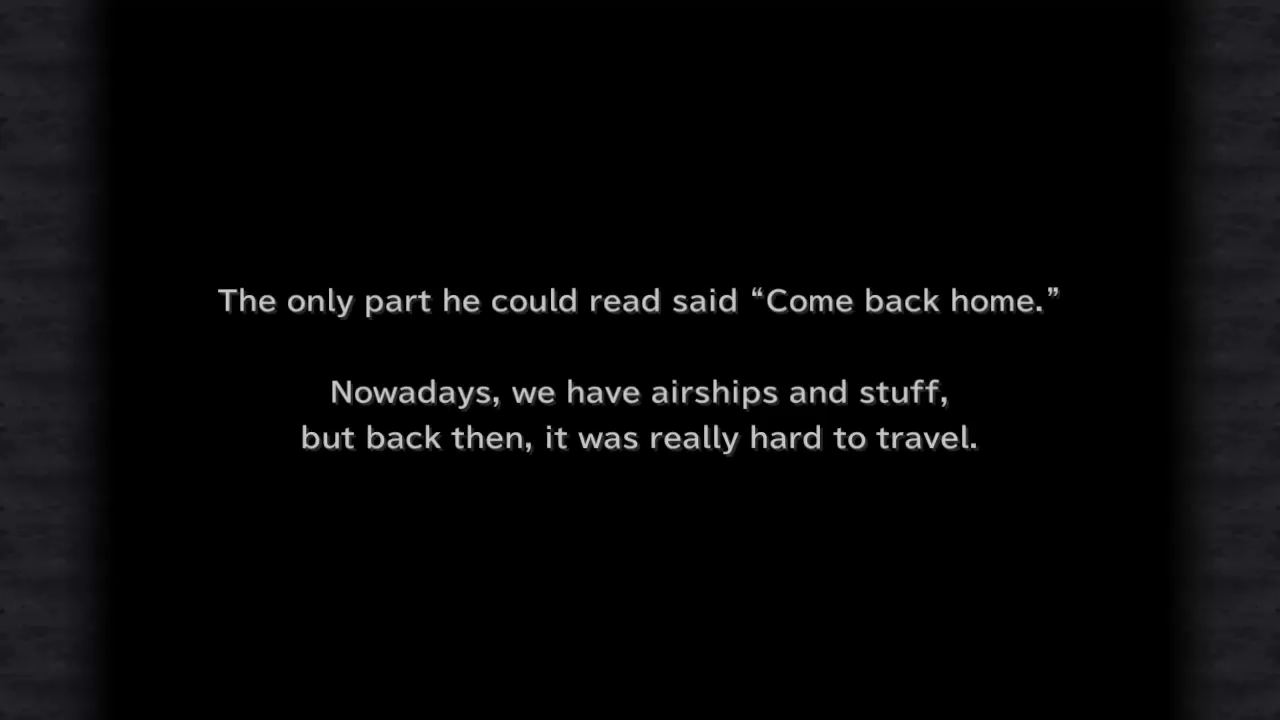 The only part he could read said “Come back home.”
Nowadays, we have airships and stuff,
but back then, it was really hard to travel.